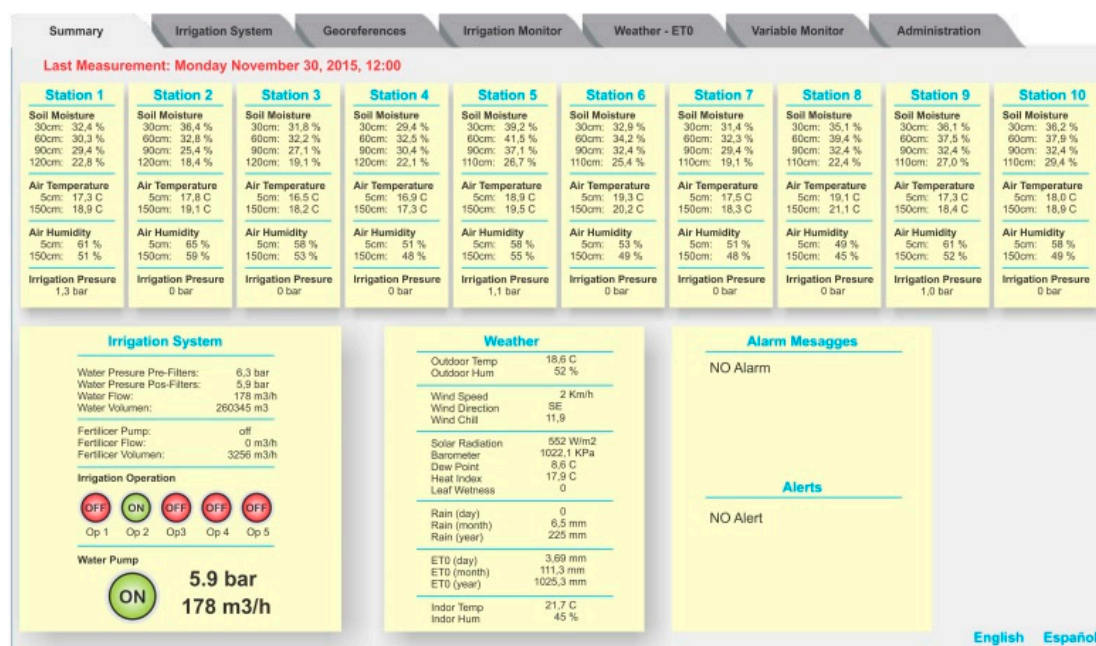 Summary
Irrigation System
Georeferences
Irrigation Monitor
Weather - ET0
Variable Monitor
Administration
Last Measurement: Monday November 30, 2015, 12:00
Station 1
Soil Moisture
30cm: 32,4 %
60cm: 30,3 %
90cm: 29,4 %
120cm: 22,8 %
Air Temperature
5cm: 17,3 C
150cm: 18,9 C
Air Humidity
5cm: 61 %
150cm: 51 %
Irrigation Presure
1,3 bar
Station 2
Soil Moisture
30cm: 36,4 %
60cm: 32,8 %
90cm: 25,4 %
120cm: 18,4 %
Air Temperature
5cm: 17,8 C
150cm: 19,1 C
Air Humidity
5cm: 65 %
150cm: 59 %
Irrigation Presure
0 bar
Station 3
Soil Moisture
30cm: 31,8 %
60cm: 32,2 %
90cm: 27,1 %
120cm: 19,1 %
Air Temperature
5cm: 16.5 C
150cm: 18,2 C
Air Humidity
5cm: 58 %
150cm: 53 %
Irrigation Presure
0 bar
Station 4
Soil Moisture
30cm: 29,4 %
60cm: 32,5 %
90cm: 30,4 %
120cm: 22,1 %
Air Temperature
5cm: 16,9 C
150cm: 17,3 C
Air Humidity
5cm: 51 %
150cm: 48 %
Irrigation Presure
0 bar
Station 5
Soil Moisture
30cm: 39,2 %
60cm: 41,5 %
90cm: 37,1 %
110cm: 26,7 %
Air Temperature
5cm: 18,9 C
150cm: 19,5 C
Air Humidity
5cm: 58 %
150cm: 55 %
Irrigation Presure
1,1 bar
Station 6
Soil Moisture
30cm: 32,9 %
60cm: 34,2 %
90cm: 32,4 %
110cm: 25,4 %
Air Temperature
5cm: 19,3 C
150cm: 20,2 C
Air Humidity
5cm: 53 %
150cm: 49 %
Irrigation Presure
0 bar
Station 7
Soil Moisture
30cm: 31,4 %
60cm: 32,3 %
90cm: 29,4 %
110cm: 19,1 %
Air Temperature
5cm: 17,5 C
150cm: 18,3 C
Air Humidity
5cm: 51 %
150cm: 48 %
Irrigation Presure
0 bar
Station 8
Soil Moisture
30cm: 35,1 %
60cm: 39,4 %
90cm: 32,4 %
110cm: 22,4 %
Air Temperature
5cm: 19,1 C
150cm: 21,1 C
Air Humidity
5cm: 49 %
150cm: 45 %
Irrigation Presure
0 bar
Station 9
Soil Moisture
30cm: 36,1 %
60cm: 37,5 %
90cm: 32,4 %
110cm: 27,0 %
Air Temperature
5cm: 17,3 C
150cm: 18,4 C
Air Humidity
5cm: 61 %
150cm: 52 %
Irrigation Presure
1,0 bar
Station 10
Soil Moisture
30cm: 36,2 %
60cm: 37,9 %
90cm: 32,4 %
110cm: 29,4 %
Air Temperature
5cm: 18,0 C
150cm: 18,9 C
Air Humidity
5cm: 58 %
150cm: 49 %
Irrigation Presure
0 bar
Irrigation System
Water Presure Pre-Filters: 6,3 bar
Water Presure Pos-Filters: 5,9 bar
Water Flow: 178 m3/h
Water Volumen: 260345 m3
Fertilicer Pump: off
Fertilicer Flow: 0 m3/h
Fertilicer Volumen: 3256 m3/h
Irrigation Operation
OFF ON OFF OFF OFF
Op 1 Op 2 Op3 Op 4 Op 5
Water Pump
ON
5.9 bar
178 m3/h
Weather
Outdoor Temp 18,6 C
Outdoor Hum 52 %
Wind Speed 2 Km/h
Wind Direction SE
Wind Chill 11,9
Solar Radiation 552 W/m2
Barometer 1022,1 KPa
Dew Point 8,6 C
Heat Index 17,9 C
Leaf Wetness 0
Rain (day) 0
Rain (month) 6,5 mm
Rain (year) 225 mm
ET0 (day) 3,69 mm
ET0 (month) 111,3 mm
ET0 (year) 1025,3 mm
Indor Temp 21,7 C
Indor Hum 45 %
Alarm Mesagges
NO Alarm
Alerts
NO Alert
English Español